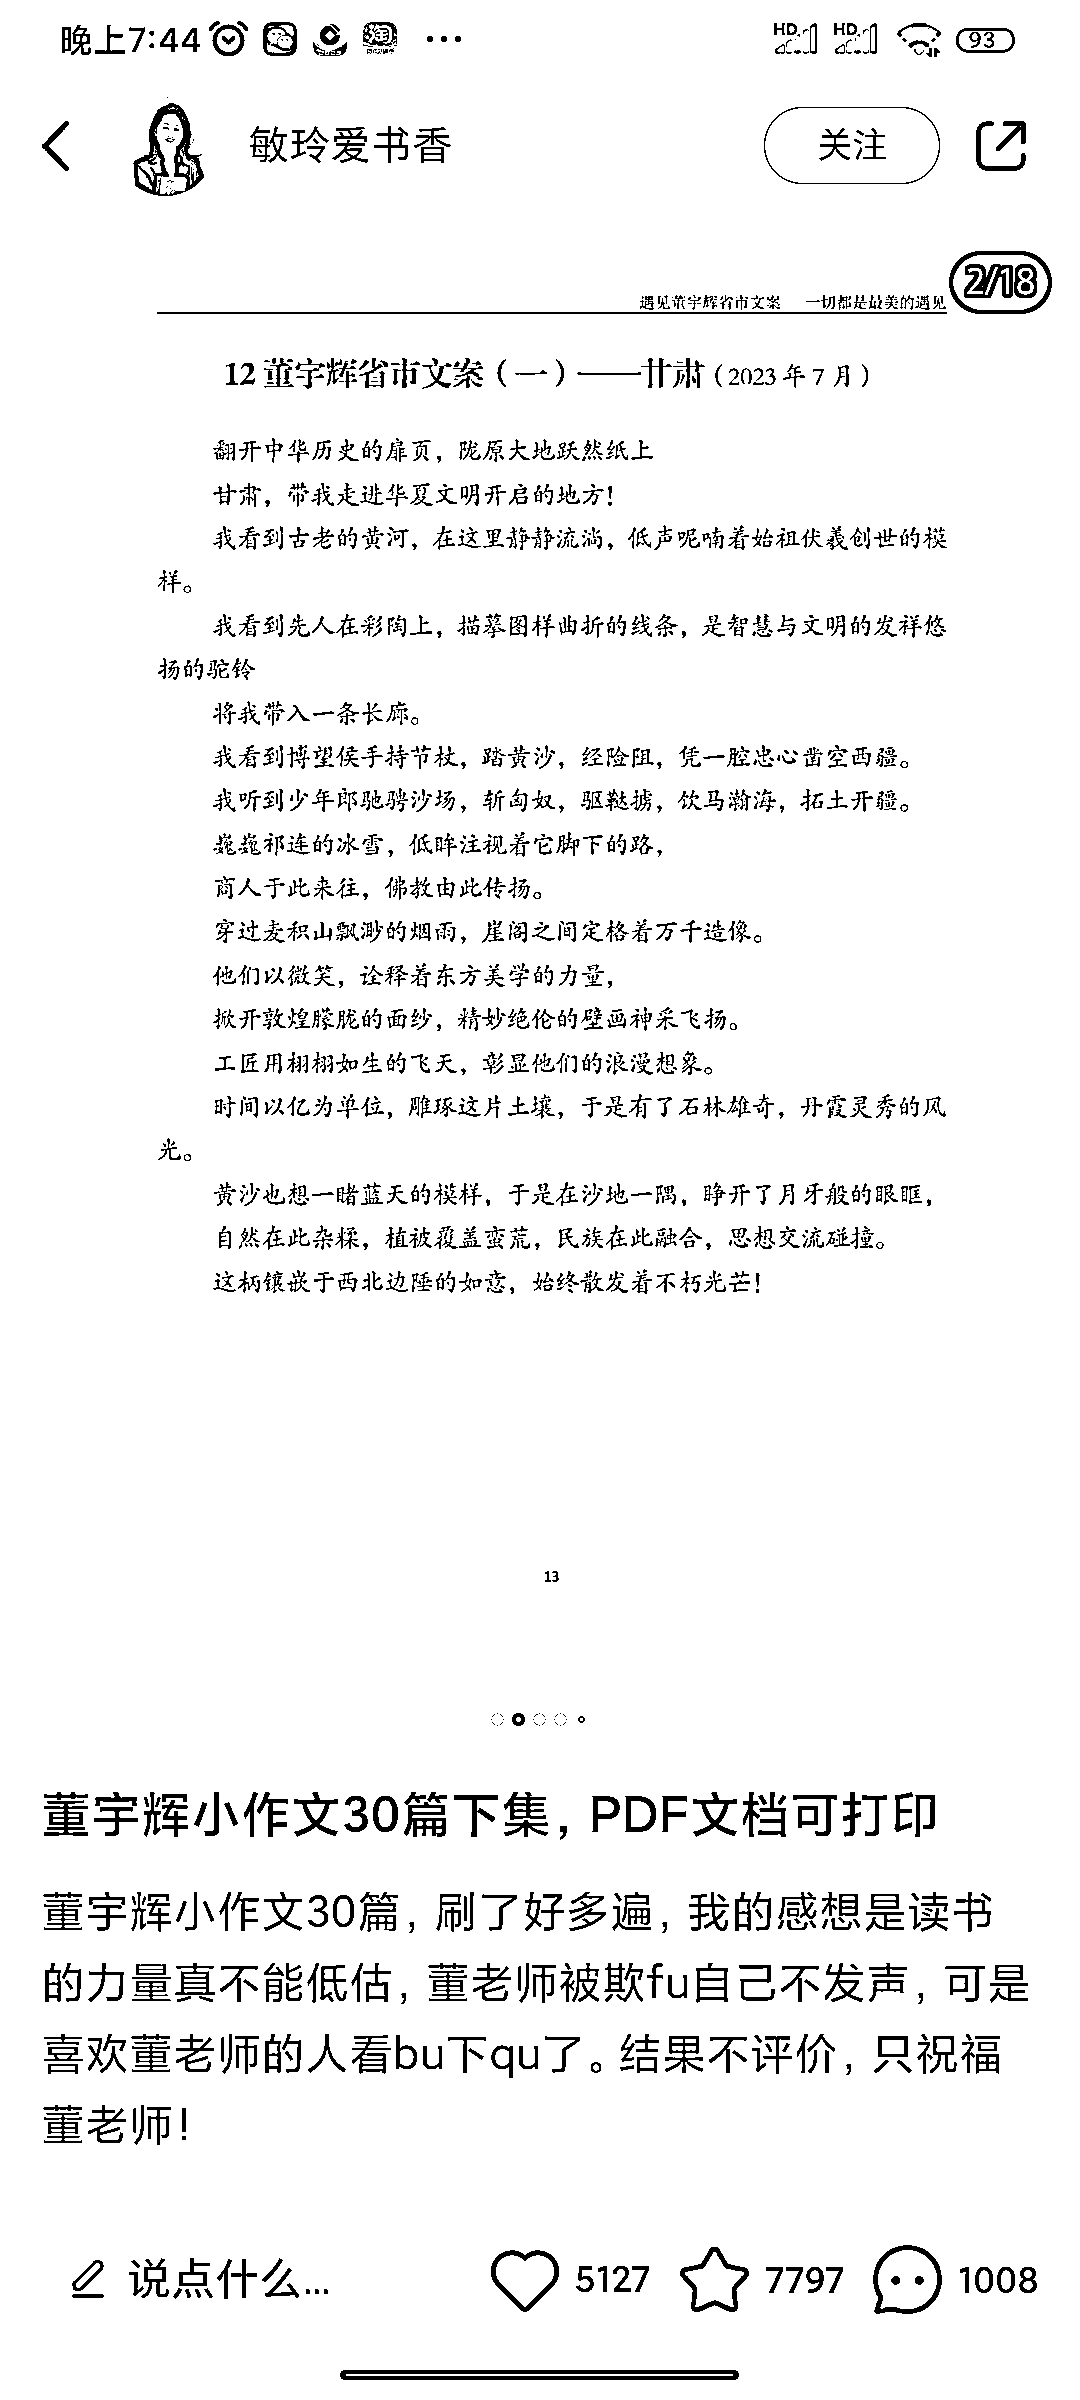 晚上7:44
HD HD 93
敏玲爱书香 关注
2/18
遇见董宇辉省市文案 一切都是最美的遇见
12 董宇辉省市文案（一）——甘肃（2023 年 7 月）
翻开中华历史的扉页，陇原大地跃然纸上
甘肃，带我走进华夏文明开启的地方！
我看到古老的黄河，在这里静静流淌，低声呢喃着始祖伏羲创世的模
样。
我看到先人在彩陶上，描摹图样曲折的线条，是智慧与文明的发祥悠
扬的驼铃
将我带入一条长廊。
我看到博望侯手持节杖，踏黄沙，经险阻，凭一腔忠心凿空西疆。
我听到少年郎驰骋沙场，斩匈奴，驱鞑掳，饮马瀚海，拓土开疆。
巍巍祁连的冰雪，低眸注视着它脚下的路，
商人于此来往，佛教由此传扬。
穿过麦积山飘渺的烟雨，崖阁之间定格着万千造像。
他们以微笑，诠释着东方美学的力量，
掀开敦煌朦胧的面纱，精妙绝伦的壁画神采飞扬。
工匠用栩栩如生的飞天，彰显他们的浪漫想象。
时间以亿为单位，雕琢这片土壤，于是有了石林雄奇，丹霞灵秀的风
光。
黄沙也想一睹蓝天的模样，于是在沙地一隅，睁开了月牙般的眼眶，
自然在此杂糅，植被覆盖蛮荒，民族在此融合，思想交流碰撞。
这柄镶嵌于西北边陲的如意，始终散发着不朽光芒！
13
董宇辉小作文30篇下集，PDF文档可打印
董宇辉小作文30篇，刷了好多遍，我的感想是读书
的力量真不能低估，董老师被欺fu自己不发声，可是
喜欢董老师的人看bu下qu了。结果不评价，只祝福
董老师！
说点什么... 5127 7797 1008